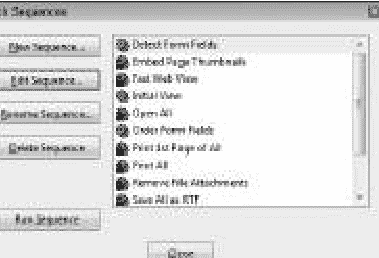 Sequences
New Sequence...
Edit Sequence...
Rename Sequence...
Delete Sequence
Run Sequence
Detect Form Fields
Embed Page Thumbnails
Fast Web View
Initial View
Open All
Order Form Fields
Print 1st Page of All
Print All
Remove File Attachments
Save All as RTF
Close